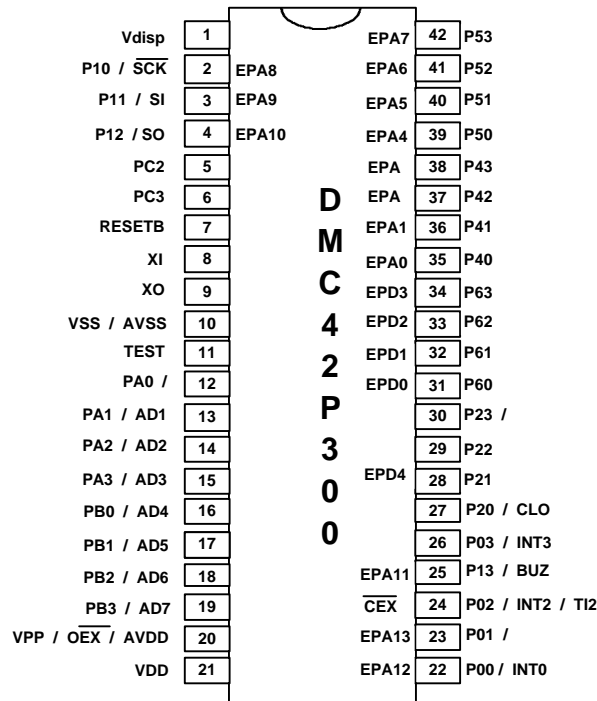 Vdisp 1 EPA7 42 P53
P10 / SCK 2 EPA8 EPA6 41 P52
P11 / SI 3 EPA9 EPA5 40 P51
P12 / SO 4 EPA10 EPA4 39 P50
PC2 5 EPA 38 P43
PC3 6 EPA 37 P42
RESETB 7 EPA1 36 P41
XI 8 EPA0 35 P40
XO 9 EPD3 34 P63
VSS / AVSS 10 EPD2 33 P62
TEST 11 EPD1 32 P61
PA0 / 12 EPD0 31 P60
PA1 / AD1 13 30 P23 /
PA2 / AD2 14 29 P22
PA3 / AD3 15 EPD4 28 P21
PB0 / AD4 16 27 P20 / CLO
PB1 / AD5 17 26 P03 / INT3
PB2 / AD6 18 EPA11 25 P13 / BUZ
PB3 / AD7 19 CEX 24 P02 / INT2 / TI2
VPP / OEX / AVDD 20 EPA13 23 P01 /
VDD 21 EPA12 22 P00 / INT0
DMC42P300